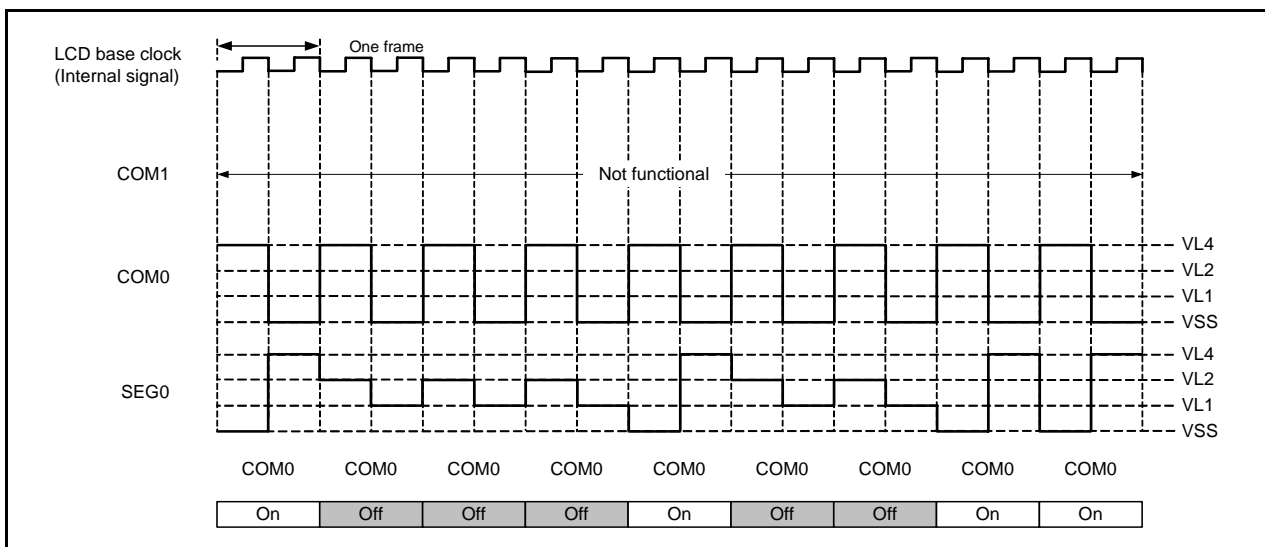 LCD base clock
(Internal signal)
One frame
COM1
Not functional
COM0
VL4
VL2
VL1
VSS
SEG0
VL4
VL2
VL1
VSS
COM0 COM0 COM0 COM0 COM0 COM0 COM0 COM0 COM0
On Off Off Off On Off Off On On